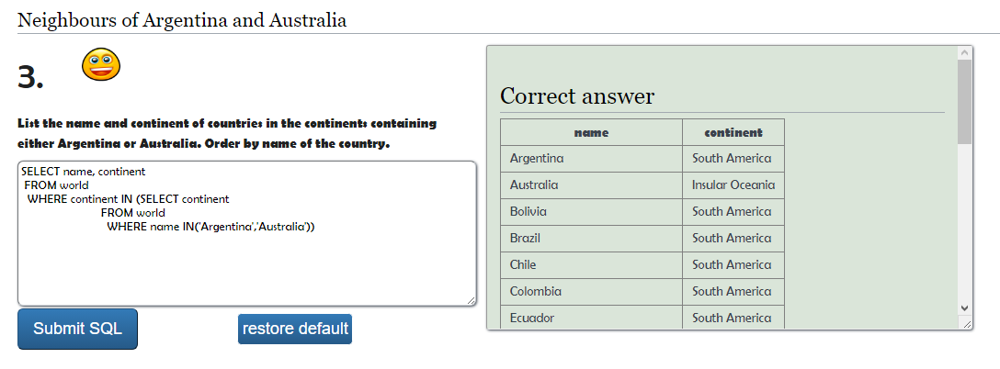 Neighbours of Argentina and Australia
3.
List the name and continent of countries in the continents containing
either Argentina or Australia. Order by name of the country.
SELECT name, continent
FROM world
WHERE continent IN (SELECT continent
FROM world
WHERE name IN('Argentina','Australia'))
Submit SQL
restore default
Correct answer
name continent
Argentina South America
Australia Insular Oceania
Bolivia South America
Brazil South America
Chile South America
Colombia South America
Ecuador South America